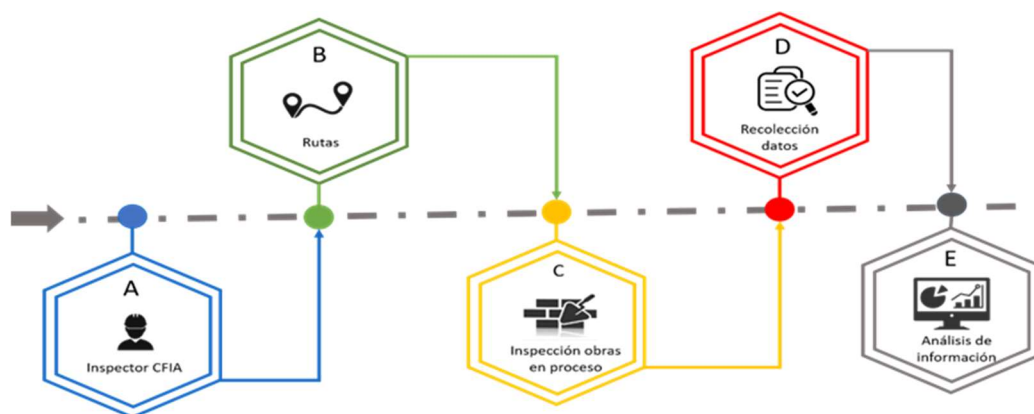 A
Inspector CFIA
B
Rutas
C
Inspección obras
en proceso
D
Recolección
datos
E
Análisis de
información